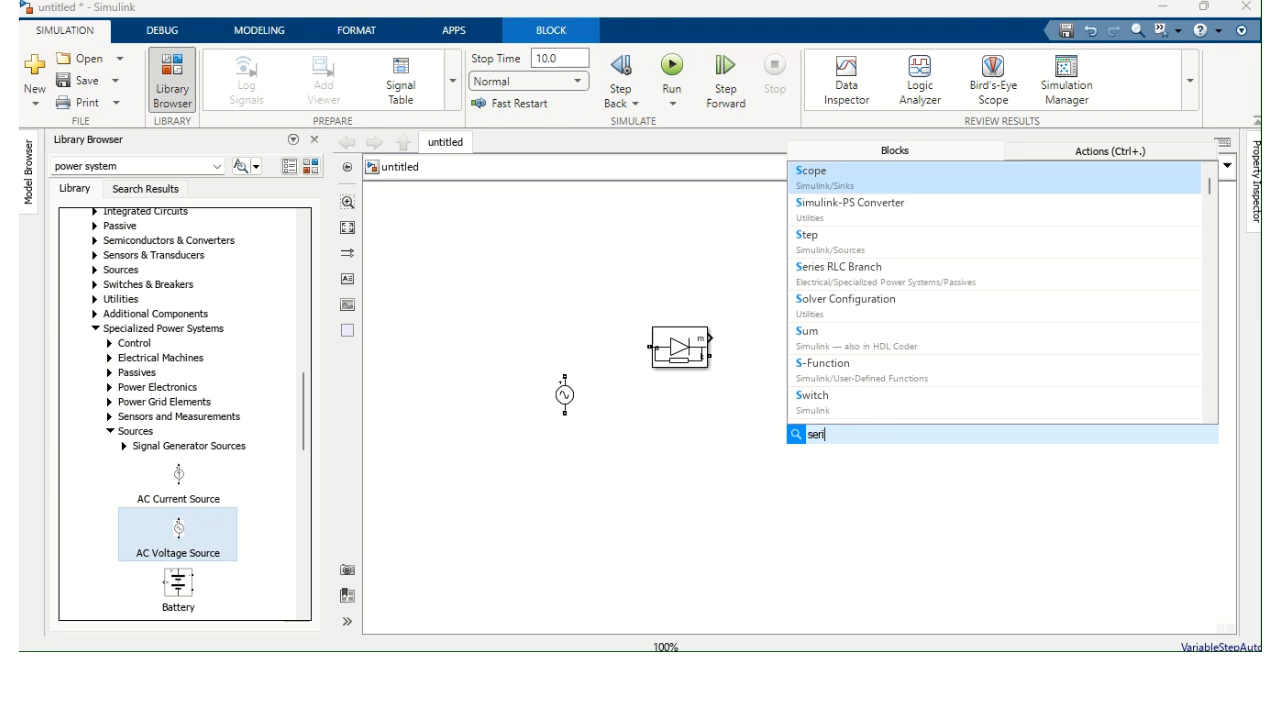 untitled * - Simulink
SIMULATION DEBUG MODELING FORMAT APPS BLOCK
New
Open
Save
Print
FILE
Library
Browser
LIBRARY
Log
Signals
Add
Viewer
Signal
Table
PREPARE
Stop Time 10.0
Normal
Fast Restart
Step
Back
Run
Step
Forward
Stop
SIMULATE
Data
Inspector
Logic
Analyzer
Bird's-Eye
Scope
Simulation
Manager
REVIEW RESULTS
Model Browser
Library Browser
power system
Library Search Results
Integrated Circuits
Passive
Semiconductors & Converters
Sensors & Transducers
Sources
Switches & Breakers
Utilities
Additional Components
Specialized Power Systems
Control
Electrical Machines
Passives
Power Electronics
Power Grid Elements
Sensors and Measurements
Sources
Signal Generator Sources
AC Current Source
AC Voltage Source
Battery
untitled
untitled
m
Blocks Actions (Ctrl+.)
Scope
Simulink/Sinks
Simulink-PS Converter
Utilities
Step
Simulink/Sources
Series RLC Branch
Electrical/Specialized Power Systems/Passives
Solver Configuration
Utilities
Sum
Simulink — also in HDL Coder
S-Function
Simulink/User-Defined Functions
Switch
Simulink
seri
Property Inspector
100%
VariableStepAuto